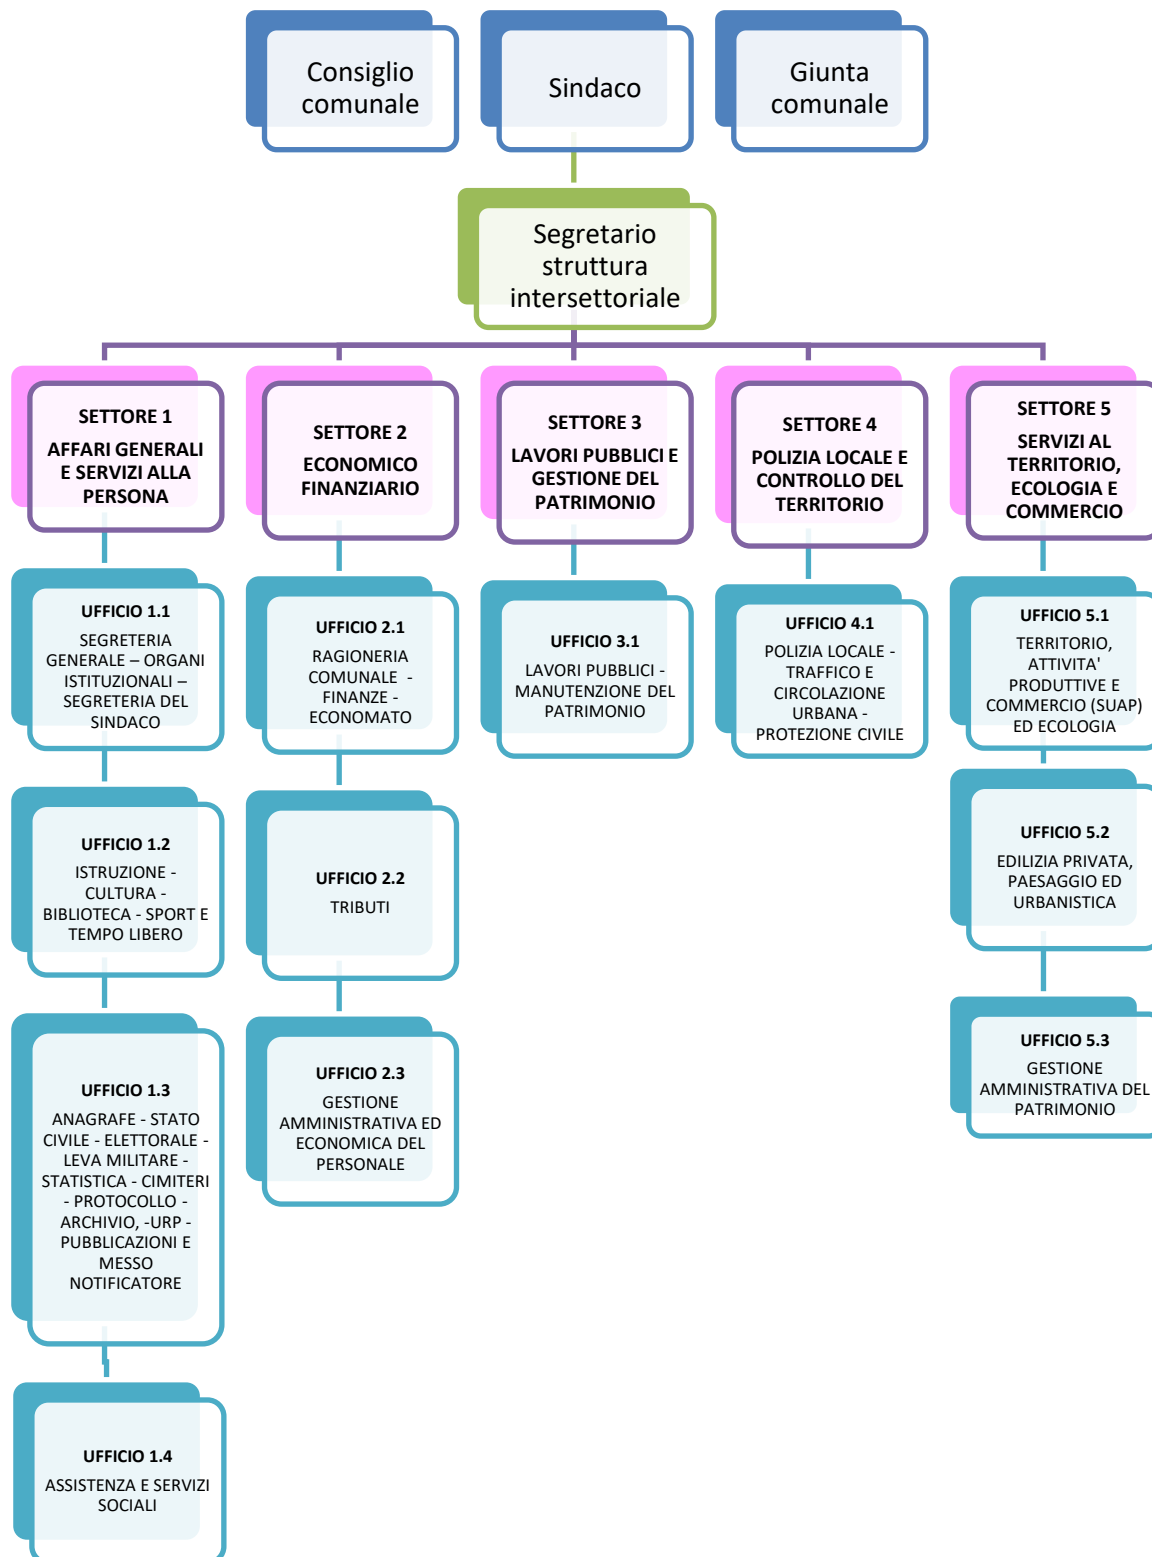 Consiglio
comunale
Sindaco
Giunta
comunale
Segretario
struttura
intersettoriale
SETTORE 1
AFFARI GENERALI
E SERVIZI ALLA
PERSONA
SETTORE 2
ECONOMICO
FINANZIARIO
SETTORE 3
LAVORI PUBBLICI E
GESTIONE DEL
PATRIMONIO
SETTORE 4
POLIZIA LOCALE E
CONTROLLO DEL
TERRITORIO
SETTORE 5
SERVIZI AL
TERRITORIO,
ECOLOGIA E
COMMERCIO
UFFICIO 1.1
SEGRETERIA
GENERALE – ORGANI
ISTITUZIONALI –
SEGRETERIA DEL
SINDACO
UFFICIO 2.1
RAGIONERIA
COMUNALE -
FINANZE -
ECONOMATO
UFFICIO 3.1
LAVORI PUBBLICI -
MANUTENZIONE DEL
PATRIMONIO
UFFICIO 4.1
POLIZIA LOCALE -
TRAFFICO E
CIRCOLAZIONE
URBANA -
PROTEZIONE CIVILE
UFFICIO 5.1
TERRITORIO,
ATTIVITA'
PRODUTTIVE E
COMMERCIO (SUAP)
ED ECOLOGIA
UFFICIO 1.2
ISTRUZIONE -
CULTURA -
BIBLIOTECA - SPORT E
TEMPO LIBERO
UFFICIO 2.2
TRIBUTI
UFFICIO 5.2
EDILIZIA PRIVATA,
PAESAGGIO ED
URBANISTICA
UFFICIO 1.3
ANAGRAFE - STATO
CIVILE - ELETTORALE -
LEVA MILITARE -
STATISTICA - CIMITERI
- PROTOCOLLO -
ARCHIVIO, -URP -
PUBBLICAZIONI E
MESSO
NOTIFICATORE
UFFICIO 2.3
GESTIONE
AMMINISTRATIVA ED
ECONOMICA DEL
PERSONALE
UFFICIO 5.3
GESTIONE
AMMINISTRATIVA DEL
PATRIMONIO
UFFICIO 1.4
ASSISTENZA E SERVIZI
SOCIALI